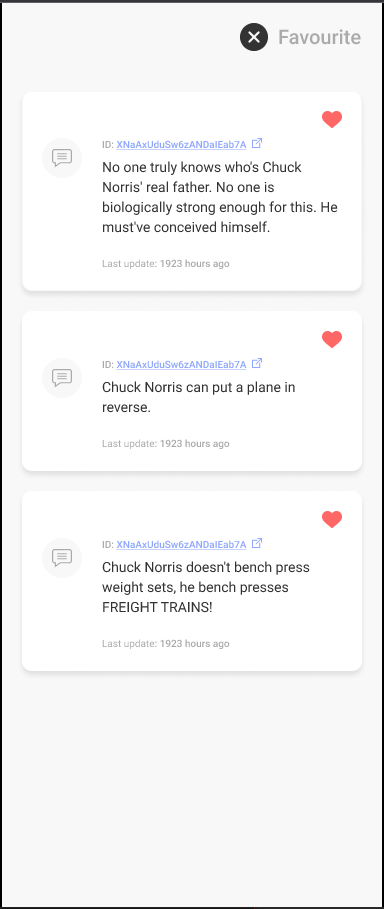 Favourite
ID: XNaAxUduSw6zANDaIEab7A
No one truly knows who's Chuck
Norris' real father. No one is
biologically strong enough for this. He
must've conceived himself.
Last update: 1923 hours ago
ID: XNaAxUduSw6zANDaIEab7A
Chuck Norris can put a plane in
reverse.
Last update: 1923 hours ago
ID: XNaAxUduSw6zANDaIEab7A
Chuck Norris doesn't bench press
weight sets, he bench presses
FREIGHT TRAINS!
Last update: 1923 hours ago